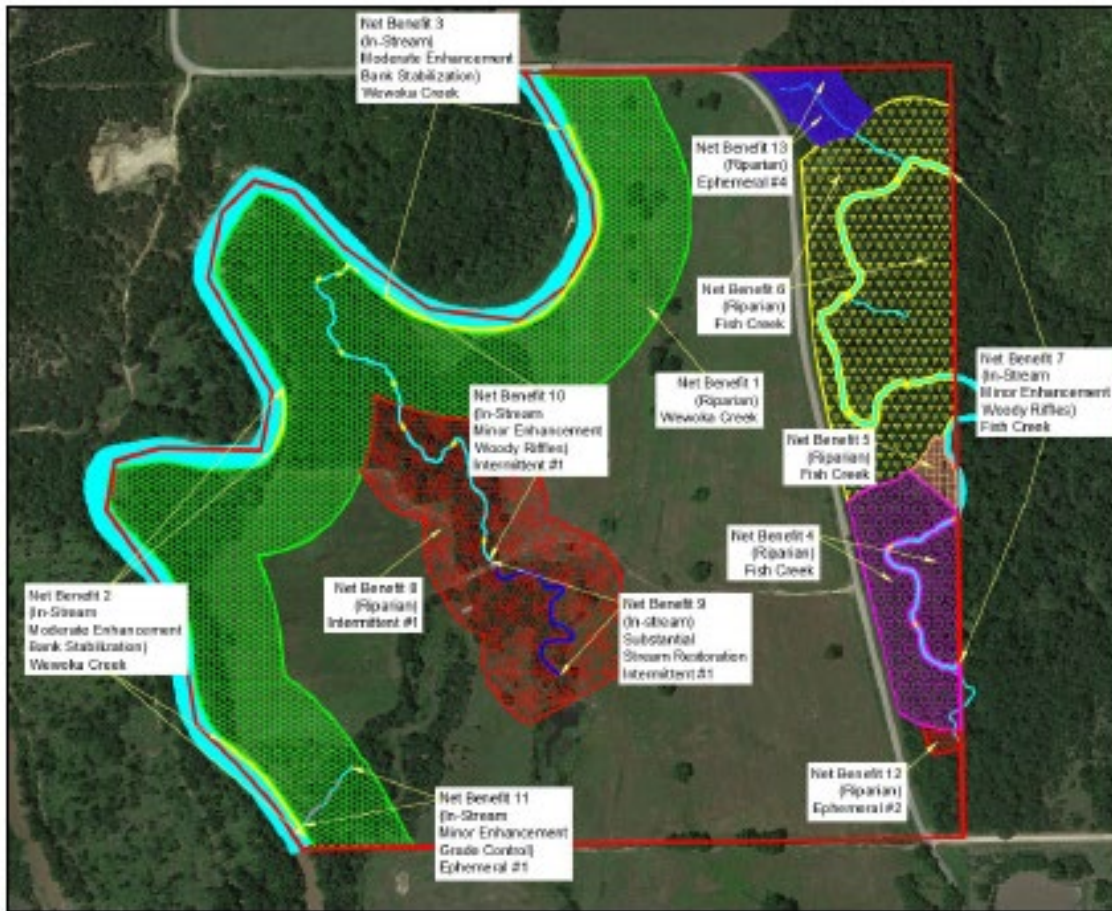 Net Benefit 3
(In-Stream)
Moderate Enhancement
Bank Stabilization)
Wewoka Creek
Net Benefit 13
(Riparian)
Ephemeral #4
Net Benefit 6
(Riparian)
Fish Creek
Net Benefit 7
(In-Stream
Minor Enhancement
Woody Riffles)
Fish Creek
Net Benefit 1
(Riparian)
Wewoka Creek
Net Benefit 10
(In-Stream
Minor Enhancement
Woody Riffles)
Intermittent #1
Net Benefit 5
(Riparian)
Fish Creek
Net Benefit 4
(Riparian)
Fish Creek
Net Benefit 8
(Riparian)
Intermittent #1
Net Benefit 2
(In-Stream
Moderate Enhancement
Bank Stabilization)
Wewoka Creek
Net Benefit 9
(In-stream)
Substantial
Stream Restoration
Intermittent #1
Net Benefit 12
(Riparian)
Ephemeral #2
Net Benefit 11
(In-Stream
Minor Enhancement
Grade Control)
Ephemeral #1